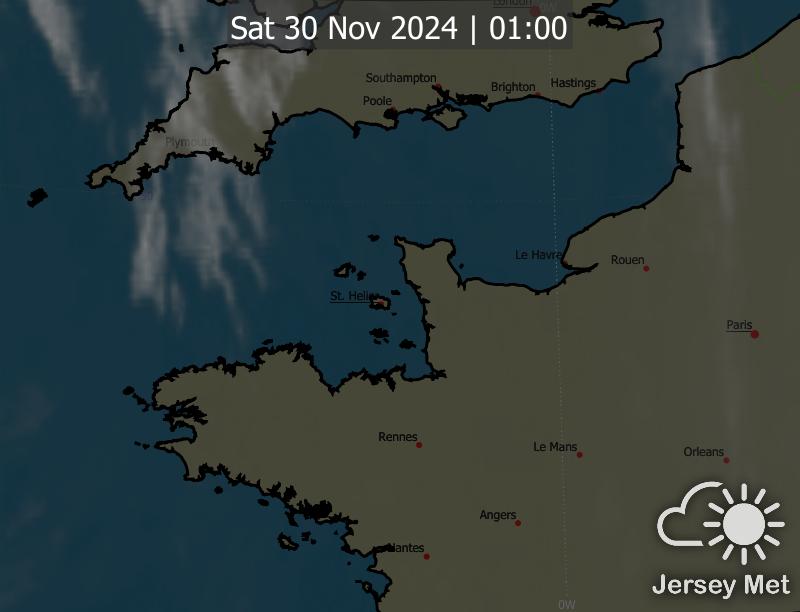 London
0W
Sat 30 Nov 2024 | 01:00
Southampton
Brighton
Hastings
Poole
Plymouth
Le Havre
Rouen
St. Helier
Paris
Rennes
Le Mans
Orleans
Angers
Nantes
Jersey Met
0W